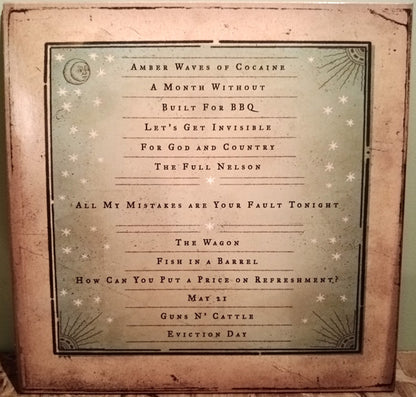 Amber Waves of Cocaine
A Month Without
Built For BBQ
Let's Get Invisible
For God and Country
The Full Nelson
All My Mistakes are Your Fault Tonight
The Wagon
Fish in a Barrel
How Can You Put a Price on Refreshment?
May 21
Guns N' Cattle
Eviction Day